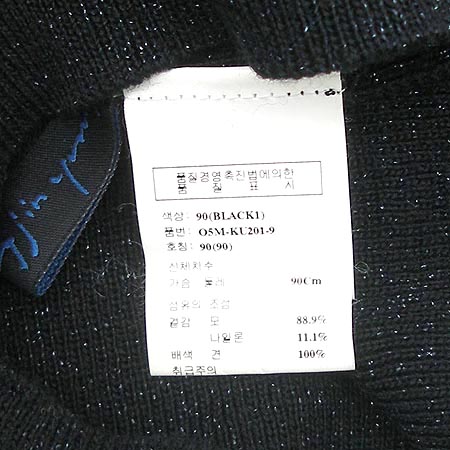 품질경영촉진법에의한
품 질 표 시
색상: 90(BLACK1)
품번: O5M-KU201-9
호칭: 90(90)
신체치수
가슴 둘레 90Cm
섬유의 조성
겉감 모 88.9%
나일론 11.1%
배색 견 100%
취급주의